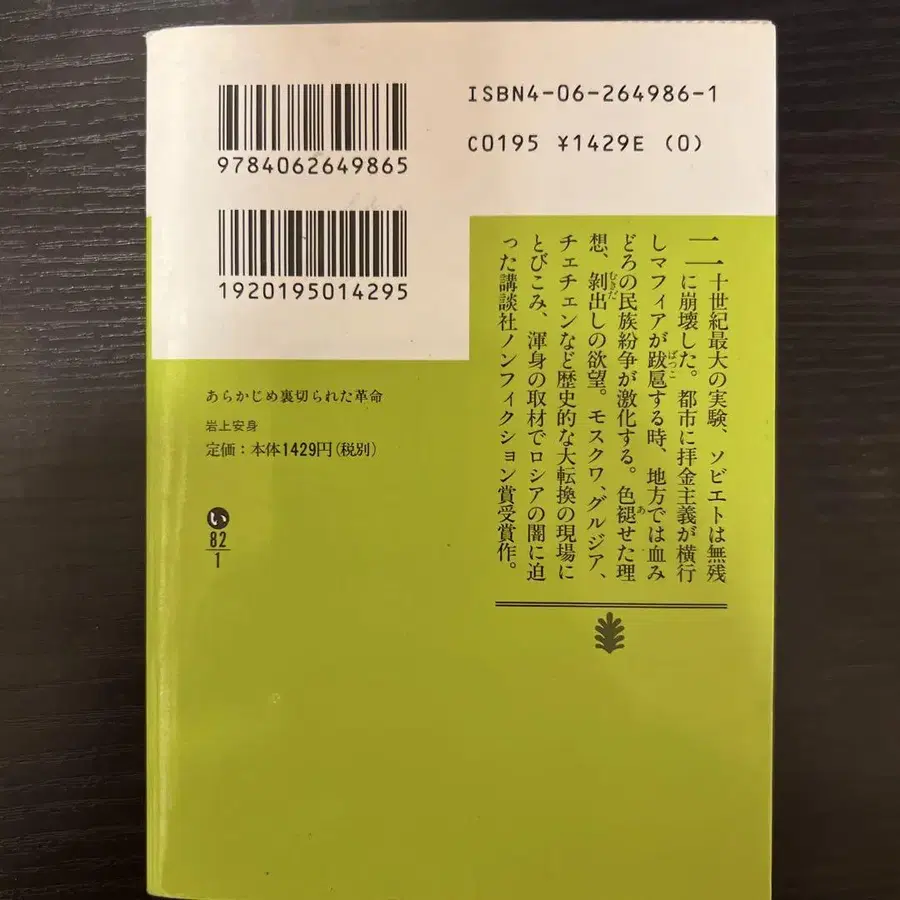 ISBN4-06-264986-1
C0195 ¥1429E (0)
9784062649865
1920195014295
二十世紀最大の実験、ソビエトは無残
に崩壊した。都市に拝金主義が横行
しマフィアが跋扈する時、地方では血み
どろの民族紛争が激化する。色褪せた理
想、剥出しの欲望。モスクワ、グルジア、
チェチェンなど歴史的な大転換の現場に
とびこみ、渾身の取材でロシアの闇に迫
った講談社ノンフィクション賞受賞作。
ばっこ
あ
むきだ
あらかじめ裏切られた革命
岩上安身
定価:本体1429円(税別)
い
82
1